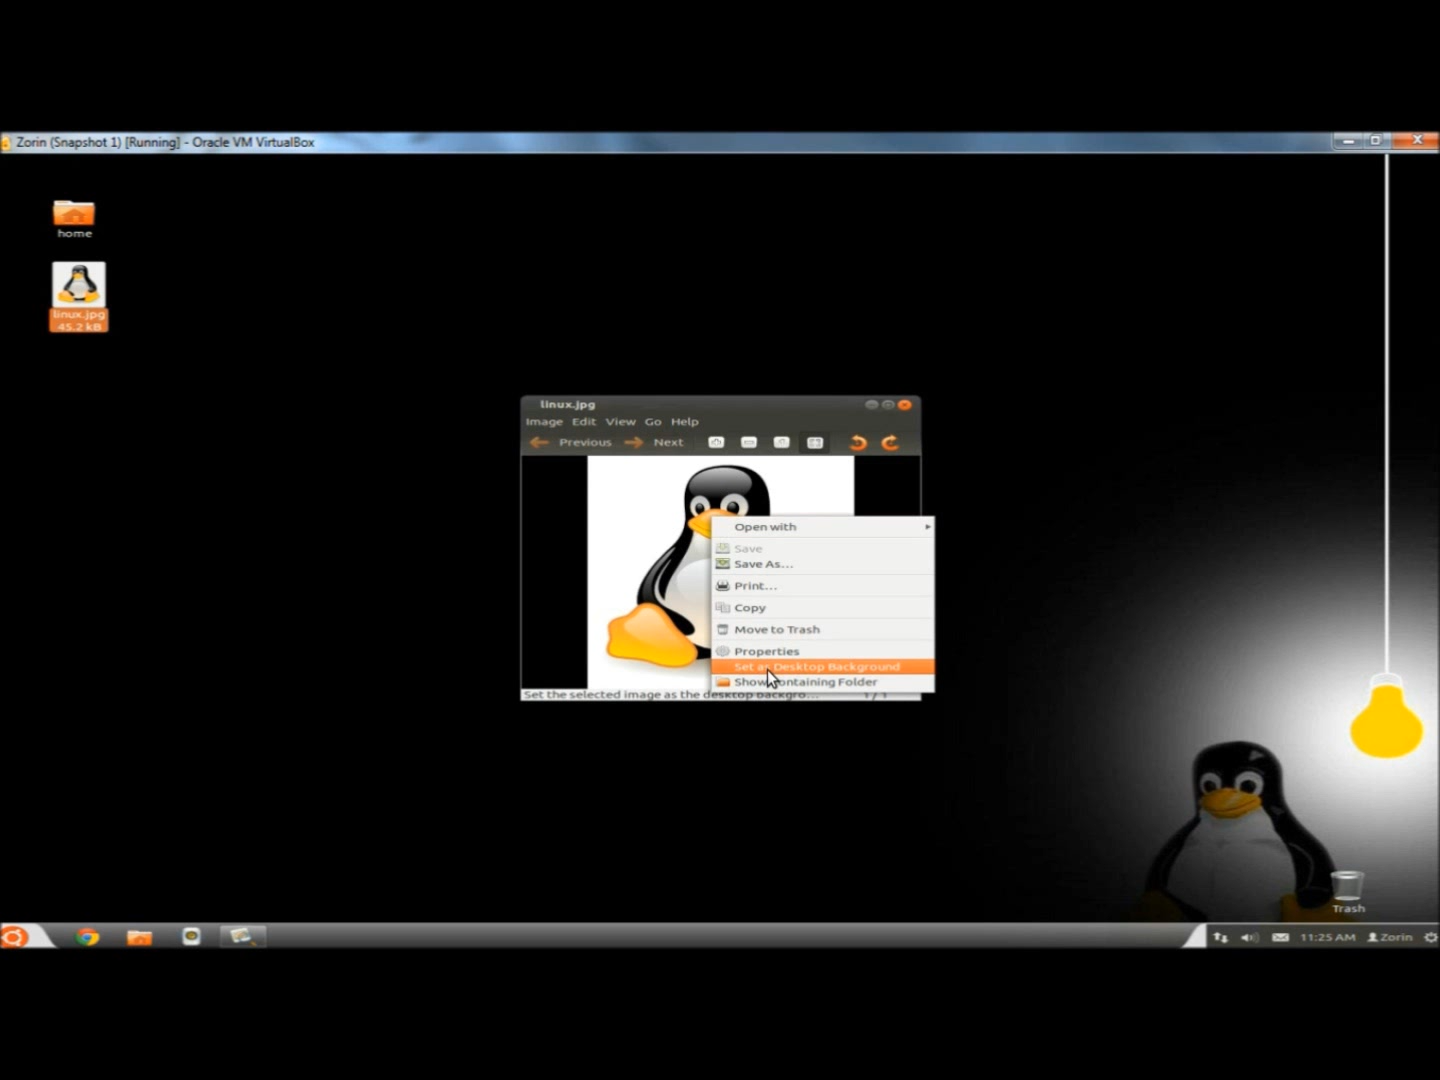 Zorin (Snapshot 1) [Running] - Oracle VM VirtualBox
home
linux.jpg
45.2 kB
linux.jpg
Image Edit View Go Help
Previous Next
Open with
Save
Save As...
Print...
Copy
Move to Trash
Properties
Set as Desktop Background
Show Containing Folder
Set the selected image as the desktop backgro... 1 / 1
Trash
11:25 AM Zorin